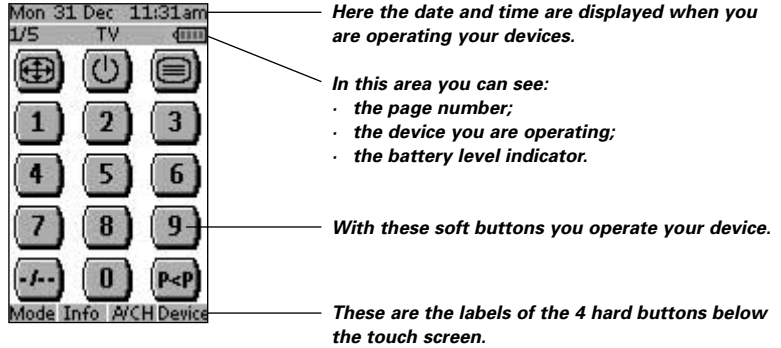 Mon 31 Dec 11:31am
1/5 TV
1 2 3
4 5 6
7 8 9
-/-- 0 P<P
Mode Info A/CH Device
Here the date and time are displayed when you
are operating your devices.
In this area you can see:
· the page number;
· the device you are operating;
· the battery level indicator.
With these soft buttons you operate your device.
These are the labels of the 4 hard buttons below
the touch screen.